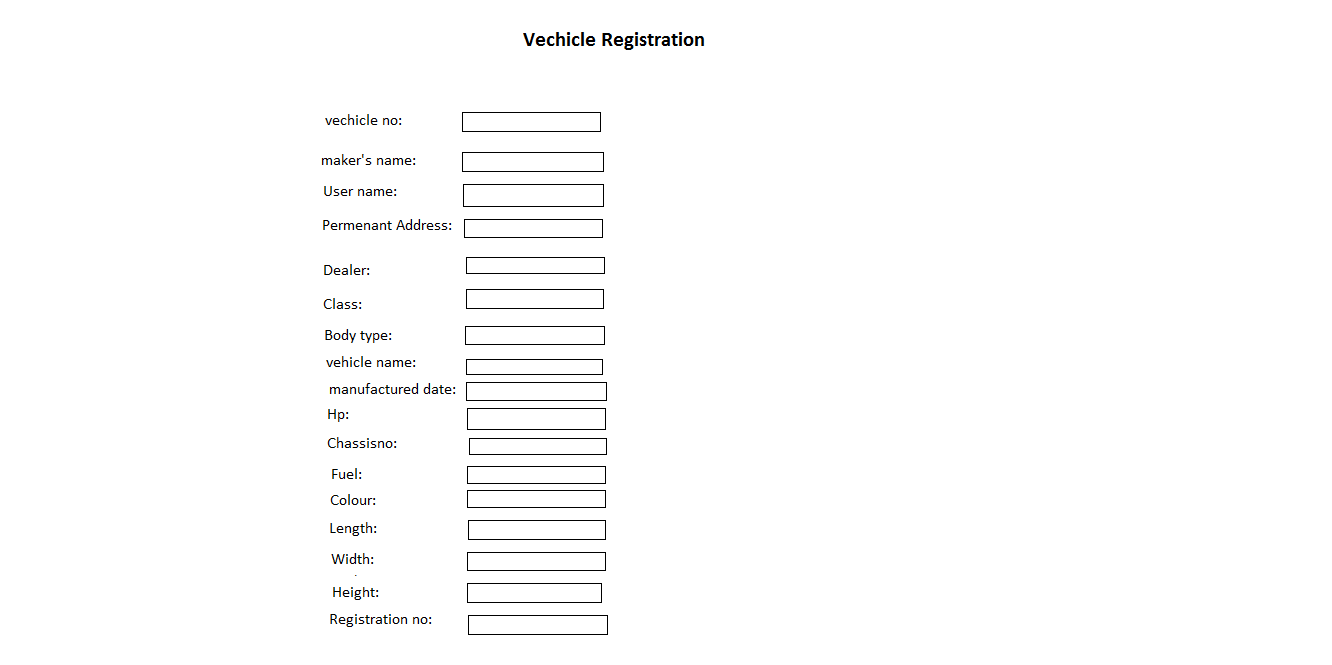 Vechicle Registration
vechicle no:
maker's name:
User name:
Permenant Address:
Dealer:
Class:
Body type:
vehicle name:
manufactured date:
Hp:
Chassisno:
Fuel:
Colour:
Length:
Width:
Height:
Registration no: